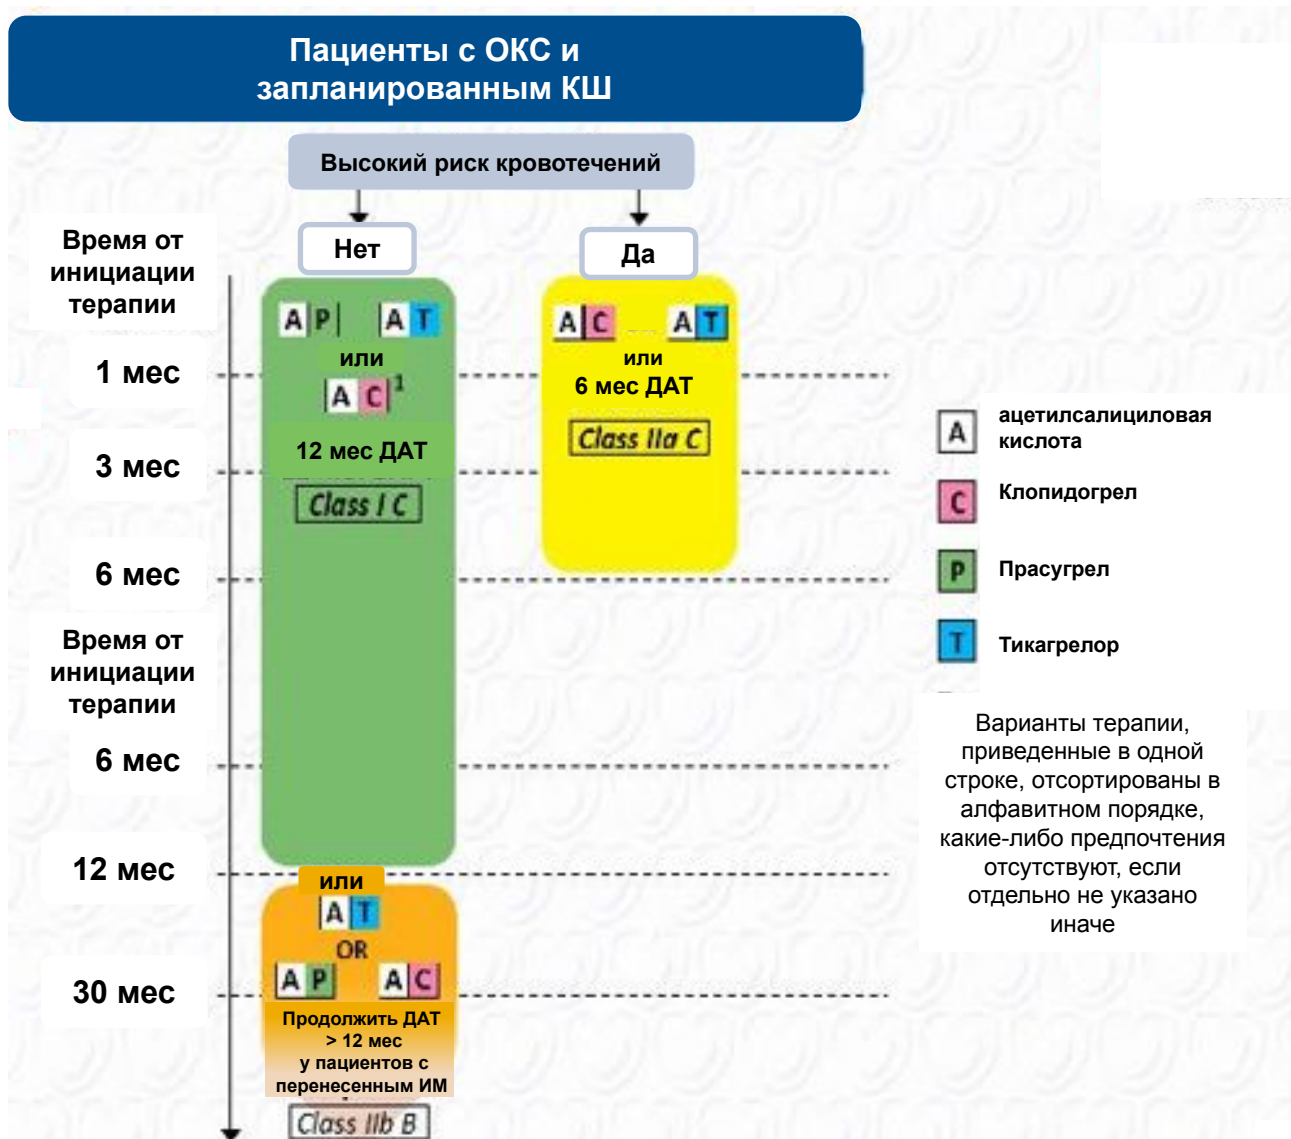 Пациенты с ОКС и
запланированным КШ
Высокий риск кровотечений
Время от
инициации
терапии
Нет
Да
A P A T
или
A C 1
12 мес ДАТ
Class I C
A C A T
или
6 мес ДАТ
Class IIa C
1 мес
3 мес
6 мес
Время от
инициации
терапии
6 мес
12 мес
30 мес
или
A T
OR
A P A C
Продолжить ДАТ
> 12 мес
у пациентов с
перенесенным ИМ
Class IIb B
A ацетилсалициловая
кислота
C Клопидогрел
P Прасугрел
T Тикагрелор
Варианты терапии,
приведенные в одной
строке, отсортированы в
алфавитном порядке,
какие-либо предпочтения
отсутствуют, если
отдельно не указано
иначе